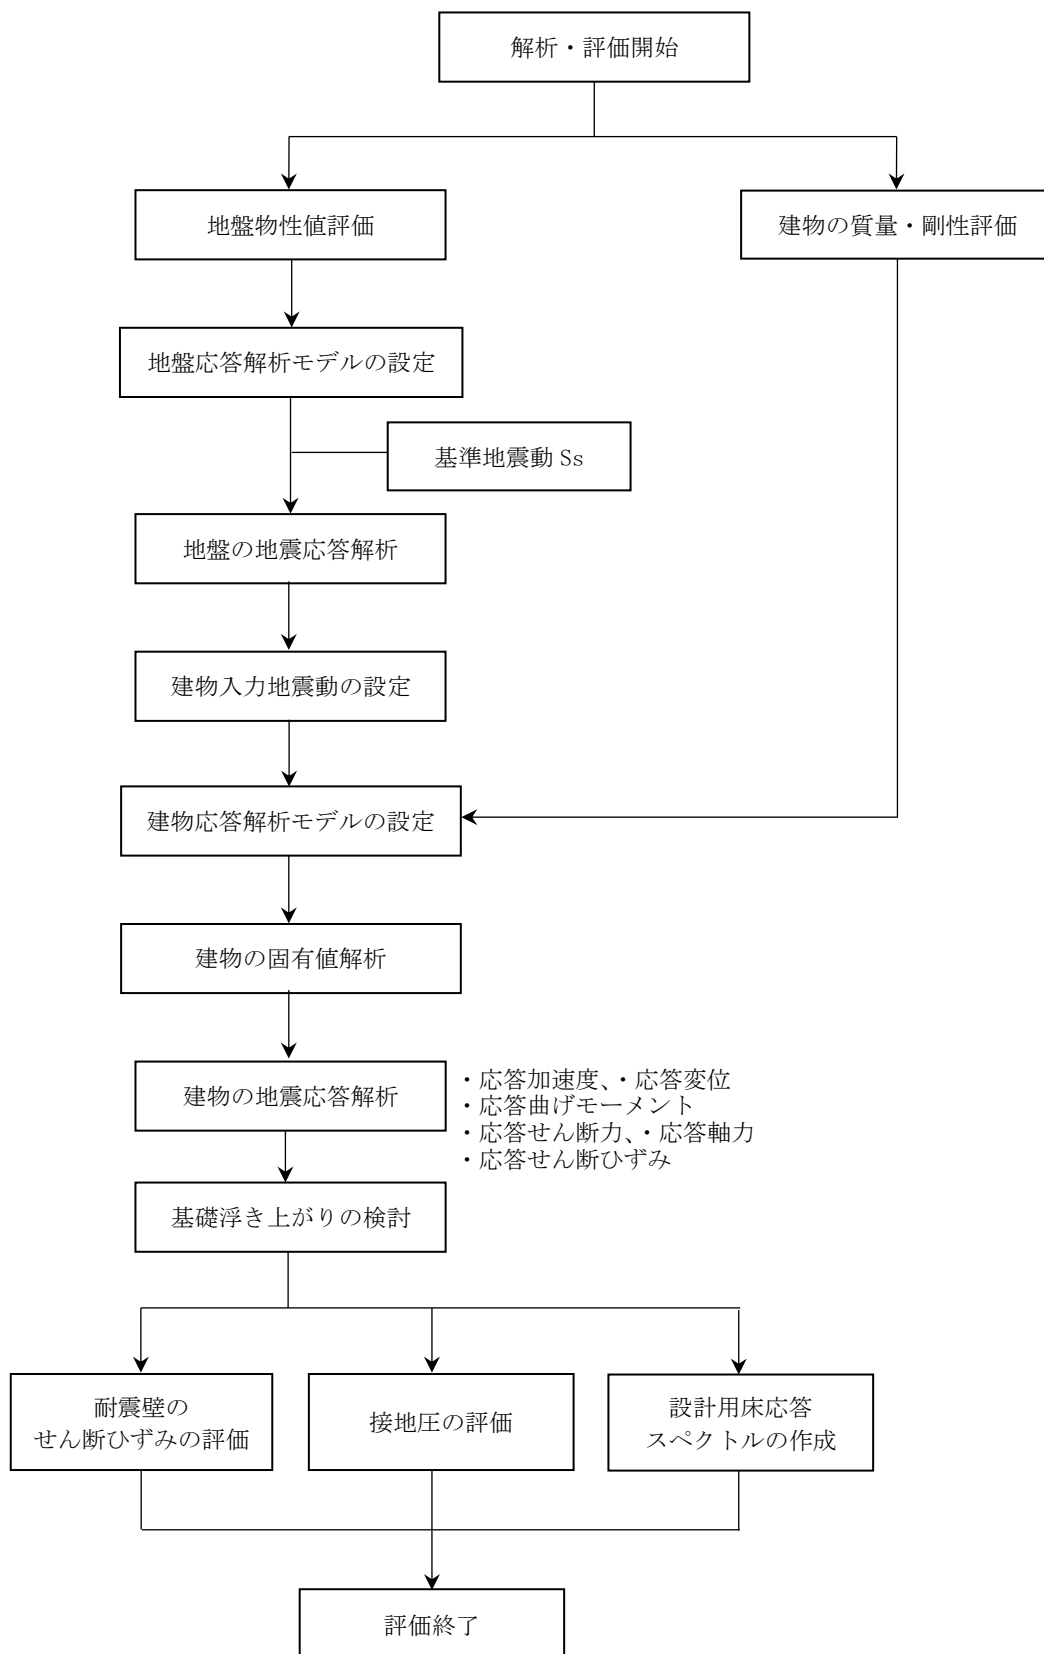 解析・評価開始
地盤物性値評価
建物の質量・剛性評価
地盤応答解析モデルの設定
基準地震動 Ss
地盤の地震応答解析
建物入力地震動の設定
建物応答解析モデルの設定
建物の固有値解析
建物の地震応答解析
・応答加速度、・応答変位
・応答曲げモーメント
・応答せん断力、・応答軸力
・応答せん断ひずみ
基礎浮き上がりの検討
耐震壁の
せん断ひずみの評価
接地圧の評価
設計用床応答
スペクトルの作成
評価終了